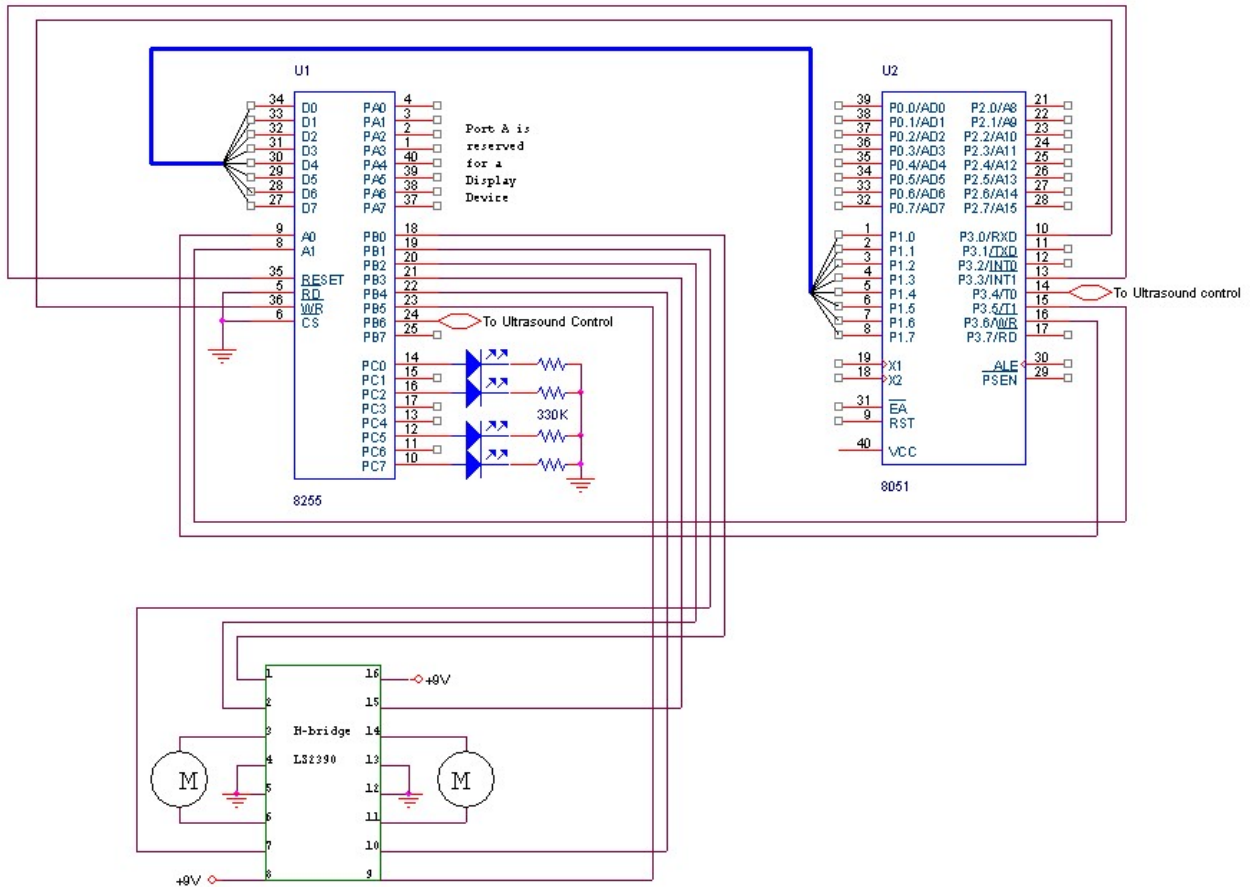 U1
U2
34 D0 PA0 4
33 D1 PA1 3
32 D2 PA2 2
31 D3 PA3 1
30 D4 PA4 40
29 D5 PA5 39
28 D6 PA6 38
27 D7 PA7 37
9 A0 PB0 18
8 A1 PB1 19
PB2 20
35 RESET PB3 21
5 RD PB4 22
36 WR PB5 23
6 CS PB6 24
PB7 25
PC0 14
PC1 15
PC2 16
PC3 17
PC4 13
PC5 12
PC6 11
PC7 10
8255
Port A is
reserved
for a
Display
Device
To Ultrasound Control
330K
39 P0.0/AD0 P2.0/A8 21
38 P0.1/AD1 P2.1/A9 22
37 P0.2/AD2 P2.2/A10 23
36 P0.3/AD3 P2.3/A11 24
35 P0.4/AD4 P2.4/A12 25
34 P0.5/AD5 P2.5/A13 26
33 P0.6/AD6 P2.6/A14 27
32 P0.7/AD7 P2.7/A15 28
1 P1.0 P3.0/RXD 10
2 P1.1 P3.1/TXD 11
3 P1.2 P3.2/INT0 12
4 P1.3 P3.3/INT1 13
5 P1.4 P3.4/T0 14
6 P1.5 P3.5/T1 15
7 P1.6 P3.6/WR 16
8 P1.7 P3.7/RD 17
19 X1 ALE 30
18 X2 PSEN 29
31 EA
9 RST
40 VCC
8051
To Ultrasound control
1 16 +9V
2 15
3 H-bridge 14
4 LS2390 13
5 12
M M
6 11
7 10
+9V 8 9